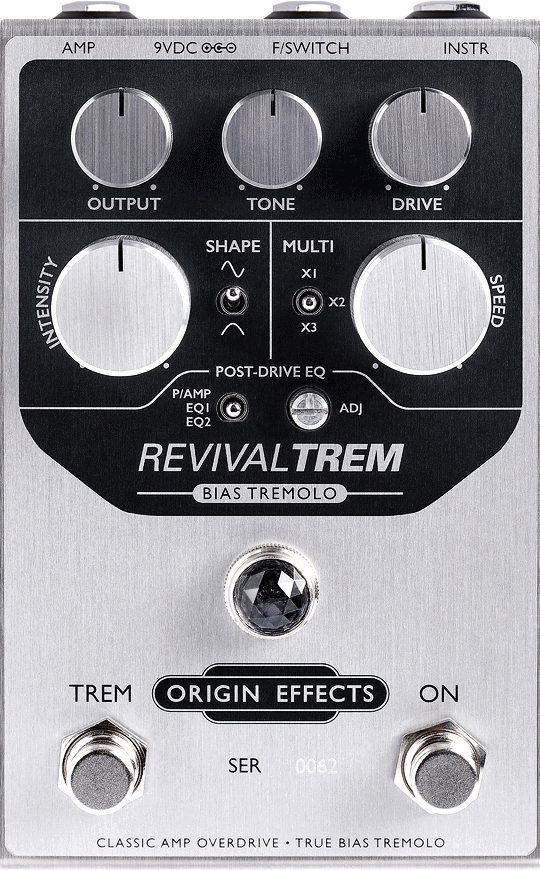 AMP 9VDC F/SWITCH INSTR
OUTPUT TONE DRIVE
INTENSITY
SHAPE MULTI
X1
X2
X3
SPEED
POST-DRIVE EQ
P/AMP
EQ1
EQ2
ADJ
REVIVALTREM
BIAS TREMOLO
TREM ORIGIN EFFECTS ON
SER 0062
CLASSIC AMP OVERDRIVE • TRUE BIAS TREMOLO